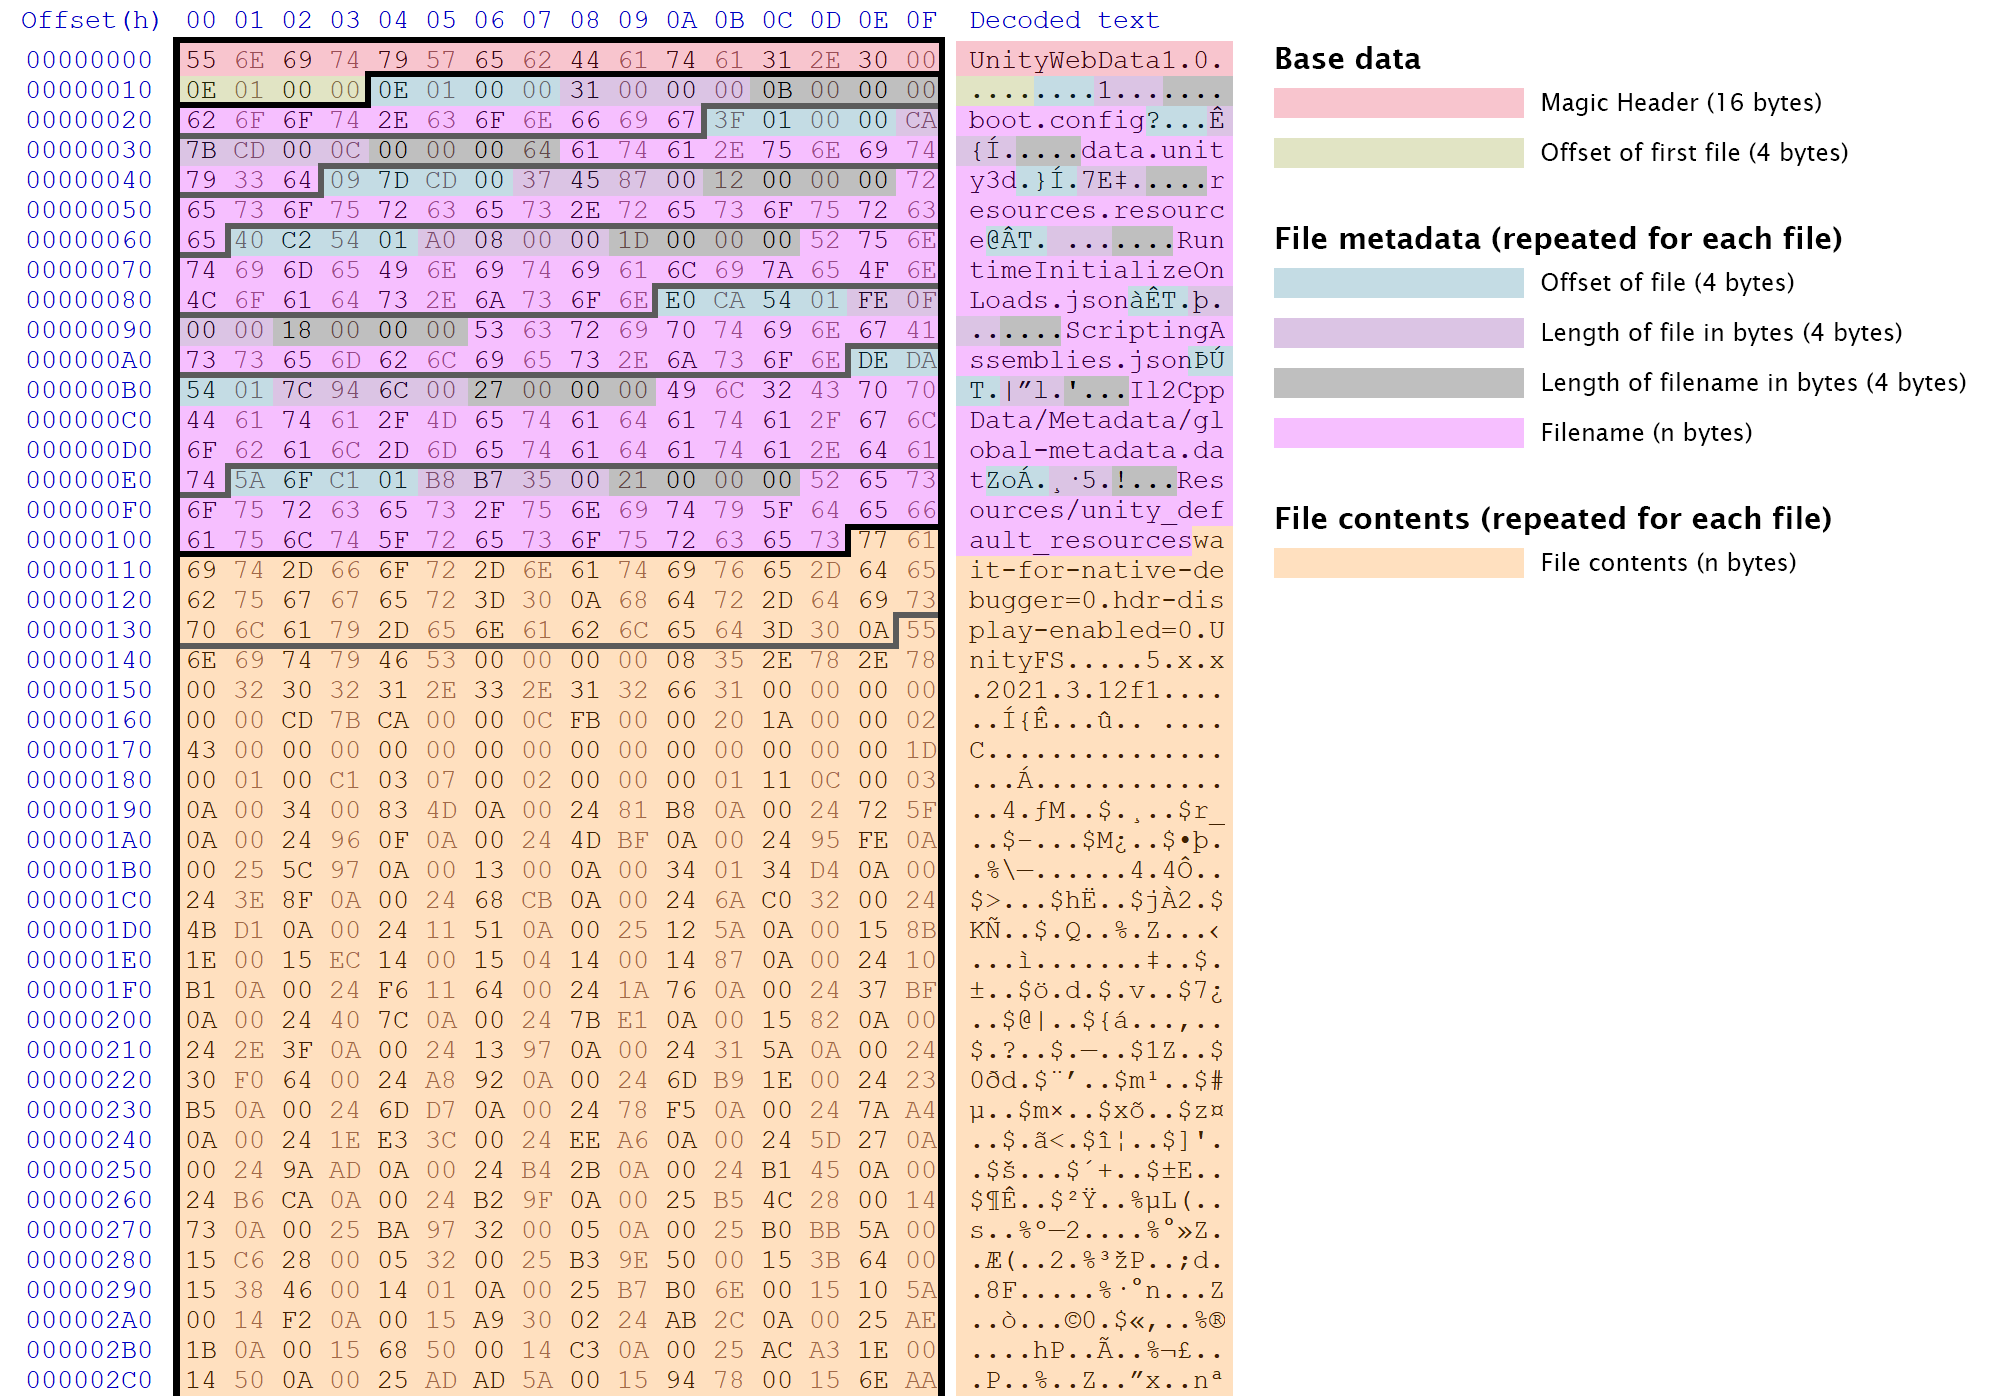 Offset(h) 00 01 02 03 04 05 06 07 08 09 0A 0B 0C 0D 0E 0F Decoded text
00000000 55 6E 69 74 79 57 65 62 44 61 74 61 31 2E 30 00 UnityWebData1.0.
00000010 0E 01 00 00 0E 01 00 00 31 00 00 00 0B 00 00 00 ........1.......
00000020 62 6F 6F 74 2E 63 6F 6E 66 69 67 3F 01 00 00 CA boot.config?...Ê
00000030 7B CD 00 0C 00 00 00 64 61 74 61 2E 75 6E 69 74 {Í.....data.unit
00000040 79 33 64 09 7D CD 00 37 45 87 00 12 00 00 00 72 y3d.}Í.7E‡.....r
00000050 65 73 6F 75 72 63 65 73 2E 72 65 73 6F 75 72 63 esources.resourc
00000060 65 40 C2 54 01 A0 08 00 00 1D 00 00 00 52 75 6E e@ÂT. .......Run
00000070 74 69 6D 65 49 6E 69 74 69 61 6C 69 7A 65 4F 6E timeInitializeOn
00000080 4C 6F 61 64 73 2E 6A 73 6F 6E E0 CA 54 01 FE 0F Loads.jsonàÊT.þ.
00000090 00 00 18 00 00 00 53 63 72 69 70 74 69 6E 67 41 ......ScriptingA
000000A0 73 73 65 6D 62 6C 69 65 73 2E 6A 73 6F 6E DE DA ssemblies.jsonÞÚ
000000B0 54 01 7C 94 6C 00 27 00 00 00 49 6C 32 43 70 70 T.|”l.'...Il2Cpp
000000C0 44 61 74 61 2F 4D 65 74 61 64 61 74 61 2F 67 6C Data/Metadata/gl
000000D0 6F 62 61 6C 2D 6D 65 74 61 64 61 74 61 2E 64 61 obal-metadata.da
000000E0 74 5A 6F C1 01 B8 B7 35 00 21 00 00 00 52 65 73 tZoÁ.¸·5.!...Res
000000F0 6F 75 72 63 65 73 2F 75 6E 69 74 79 5F 64 65 66 ources/unity_def
00000100 61 75 6C 74 5F 72 65 73 6F 75 72 63 65 73 77 61 ault_resourceswa
00000110 69 74 2D 66 6F 72 2D 6E 61 74 69 76 65 2D 64 65 it-for-native-de
00000120 62 75 67 67 65 72 3D 30 0A 68 64 72 2D 64 69 73 bugger=0.hdr-dis
00000130 70 6C 61 79 2D 65 6E 61 62 6C 65 64 3D 30 0A 55 play-enabled=0.U
00000140 6E 69 74 79 46 53 00 00 00 00 08 35 2E 78 2E 78 nityFS.....5.x.x
00000150 00 32 30 32 31 2E 33 2E 31 32 66 31 00 00 00 00 .2021.3.12f1....
00000160 00 00 CD 7B CA 00 00 0C FB 00 00 20 1A 00 00 02 ..Í{Ê...û.. ....
00000170 43 00 00 00 00 00 00 00 00 00 00 00 00 00 00 1D C...............
00000180 00 01 00 C1 03 07 00 02 00 00 00 01 11 0C 00 03 ...Á............
00000190 0A 00 34 00 83 4D 0A 00 24 81 B8 0A 00 24 72 5F ..4.ƒM..$.¸..$r_
000001A0 0A 00 24 96 0F 0A 00 24 4D BF 0A 00 24 95 FE 0A ..$–...$M¿..$•þ.
000001B0 00 25 5C 97 0A 00 13 00 0A 00 34 01 34 D4 0A 00 .%\—......4.4Ô..
000001C0 24 3E 8F 0A 00 24 68 CB 0A 00 24 6A C0 32 00 24 $>...$hË..$jÀ2.$
000001D0 4B D1 0A 00 24 11 51 0A 00 25 12 5A 0A 00 15 8B KÑ..$.Q..%.Z...‹
000001E0 1E 00 15 EC 14 00 15 04 14 00 14 87 0A 00 24 10 ...ì.......‡..$.
000001F0 B1 0A 00 24 F6 11 64 00 24 1A 76 0A 00 24 37 BF ±..$ö.d.$.v..$7¿
00000200 0A 00 24 40 7C 0A 00 24 7B E1 0A 00 15 82 0A 00 ..$@|..${á...‚..
00000210 24 2E 3F 0A 00 24 13 97 0A 00 24 31 5A 0A 00 24 $.?..$.—..$1Z..$
00000220 30 F0 64 00 24 A8 92 0A 00 24 6D B9 1E 00 24 23 0ðd.$¨’..$m¹..$#
00000230 B5 0A 00 24 6D D7 0A 00 24 78 F5 0A 00 24 7A A4 µ..$m×..$xõ..$z¤
00000240 0A 00 24 1E E3 3C 00 24 EE A6 0A 00 24 5D 27 0A ..$.ã<.$î¦..$]'.
00000250 00 24 9A AD 0A 00 24 B4 2B 0A 00 24 B1 45 0A 00 .$š...$´+..$±E..
00000260 24 B6 CA 0A 00 24 B2 9F 0A 00 25 B5 4C 28 00 14 $¶Ê..$²Ÿ..%µL(..
00000270 73 0A 00 25 BA 97 32 00 05 0A 00 25 B0 BB 5A 00 s..%º—2....%°»Z.
00000280 15 C6 28 00 05 32 00 25 B3 9E 50 00 15 3B 64 00 .Æ(..2.%³žP..;d.
00000290 15 38 46 00 14 01 0A 00 25 B7 B0 6E 00 15 10 5A .8F.....%·°n...Z
000002A0 00 14 F2 0A 00 15 A9 30 02 24 AB 2C 0A 00 25 AE ..ò...©0.$«,..%®
000002B0 1B 0A 00 15 68 50 00 14 C3 0A 00 25 AC A3 1E 00 ....hP..Ã..%¬£..
000002C0 14 50 0A 00 25 AD AD 5A 00 15 94 78 00 15 6E AA .P..%..Z..”x..nª
Base data
Magic Header (16 bytes)
Offset of first file (4 bytes)
File metadata (repeated for each file)
Offset of file (4 bytes)
Length of file in bytes (4 bytes)
Length of filename in bytes (4 bytes)
Filename (n bytes)
File contents (repeated for each file)
File contents (n bytes)